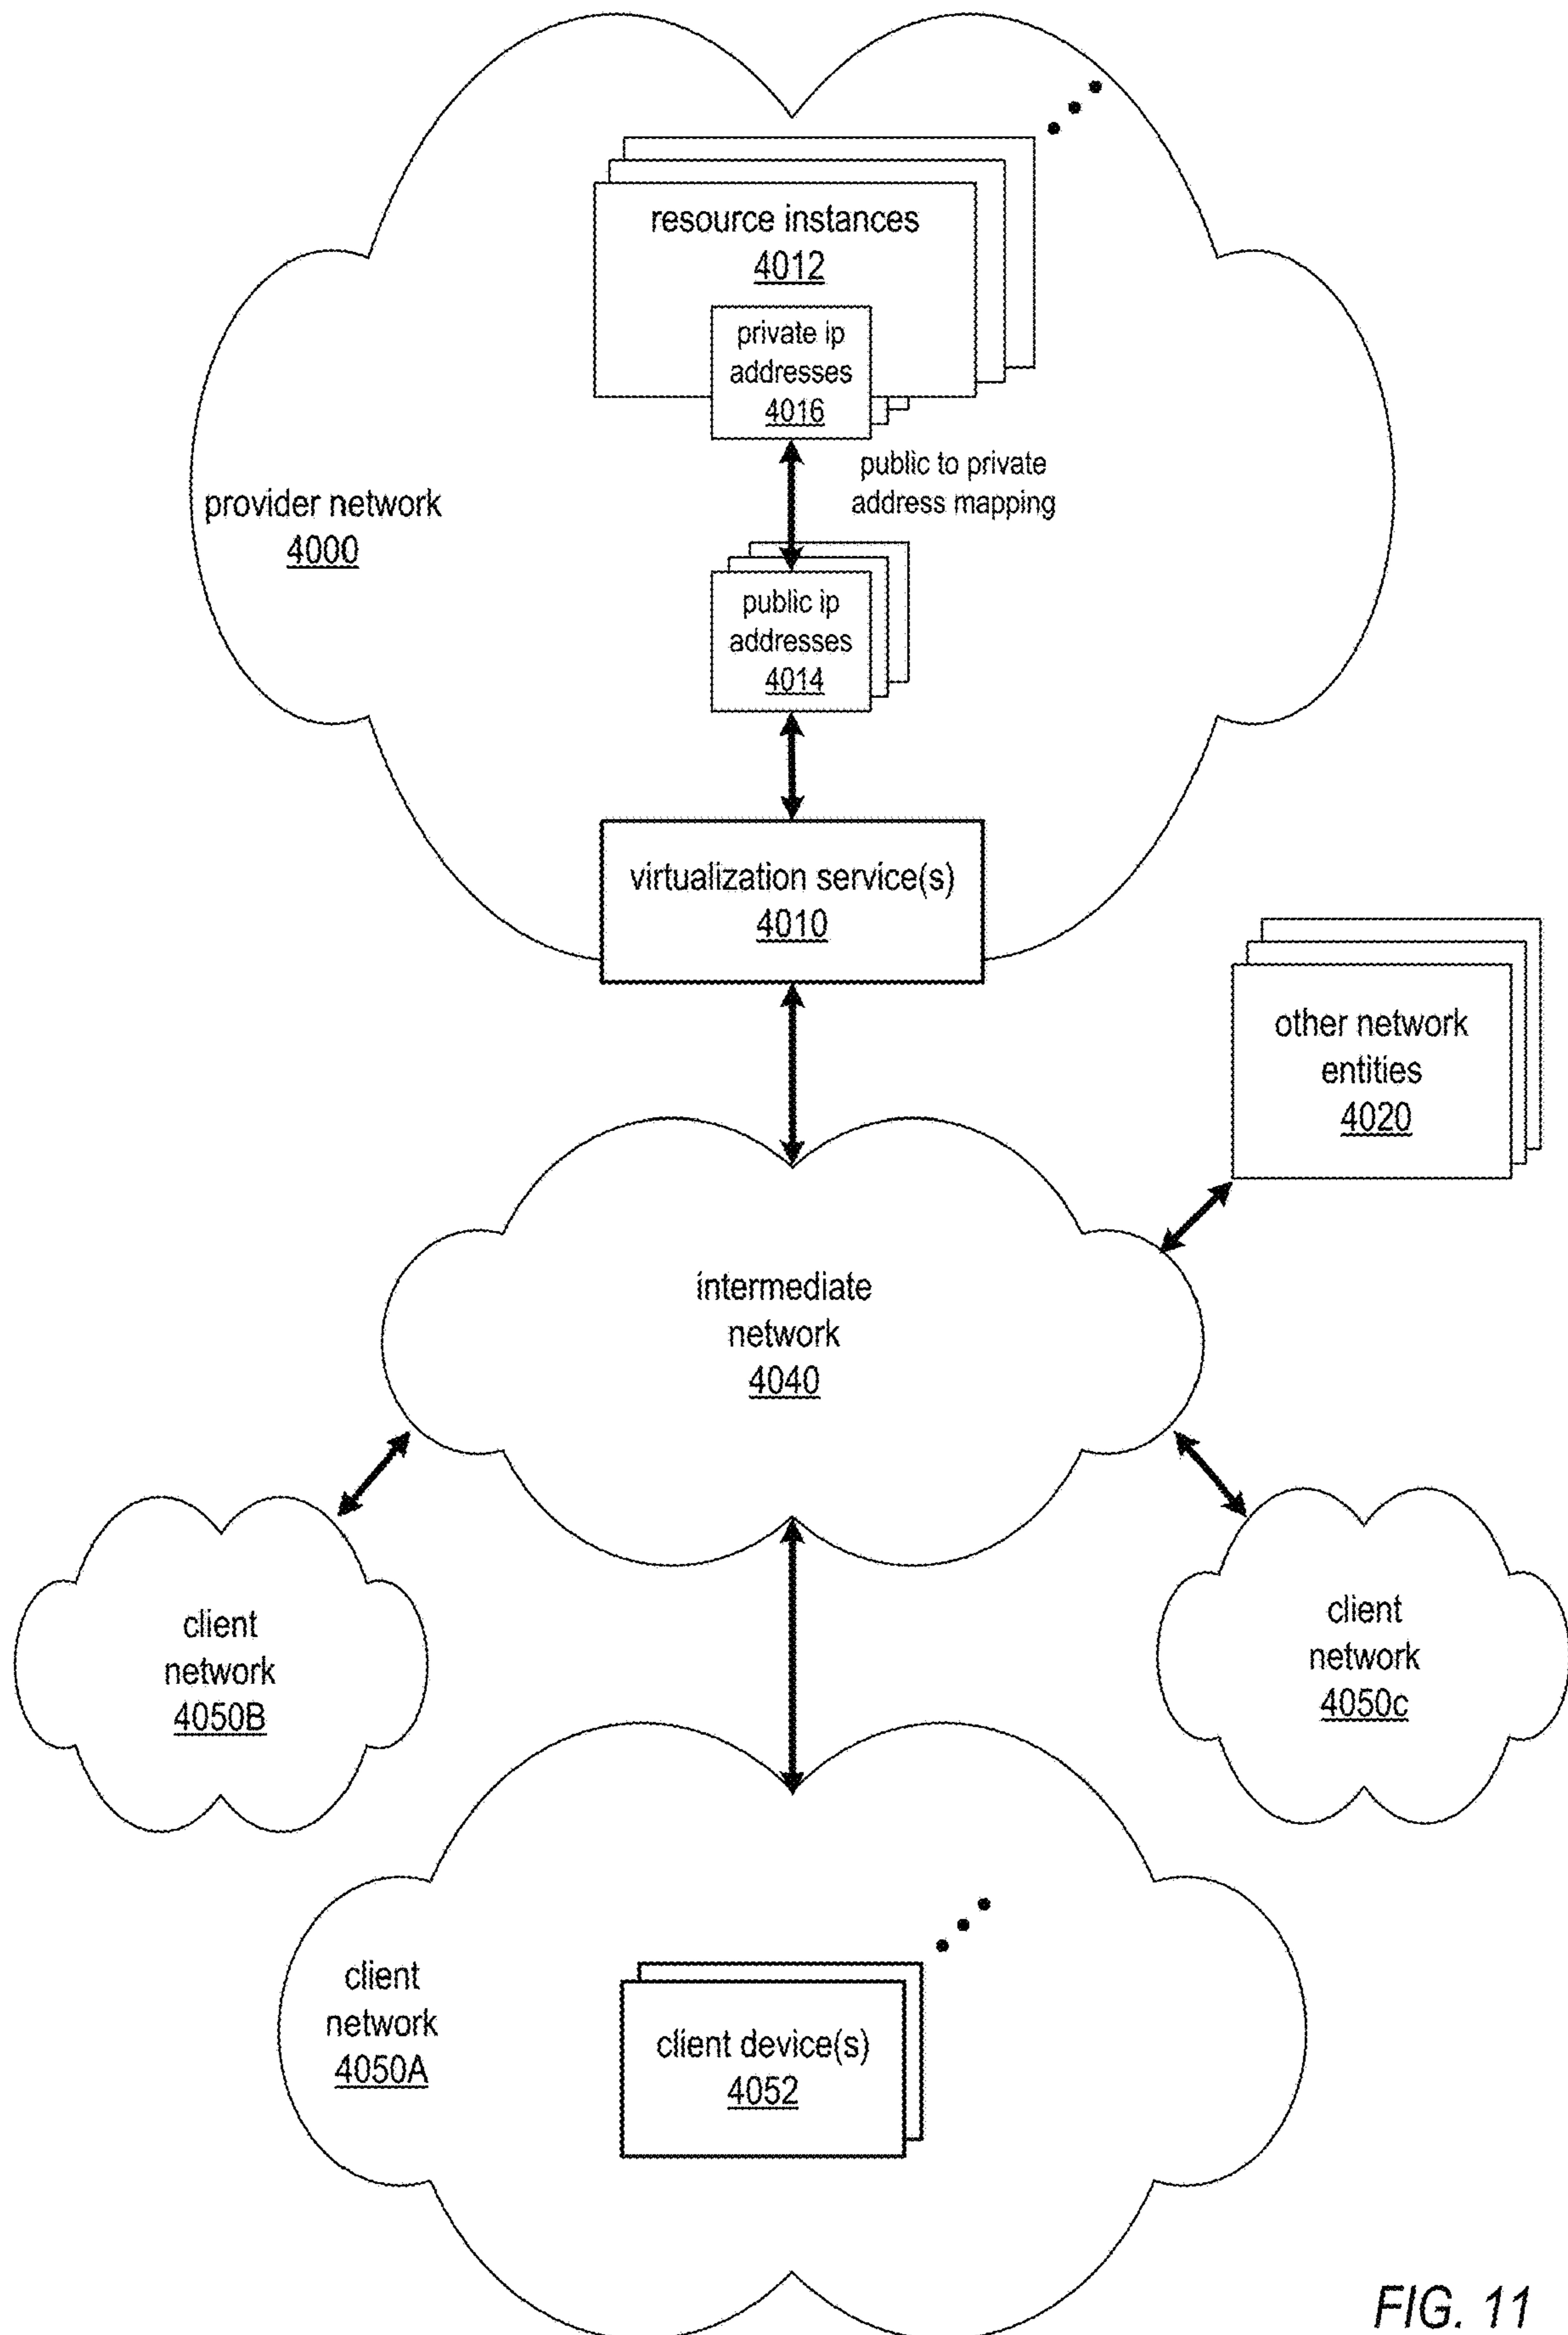 resource instances
4012
private ip
addresses
4016
public to private
address mapping
provider network
4000
public ip
addresses
4014
virtualization service(s)
4010
other network
entities
4020
intermediate
network
4040
client
network
4050B
client
network
4050c
client
network
4050A
client device(s)
4052
FIG. 11